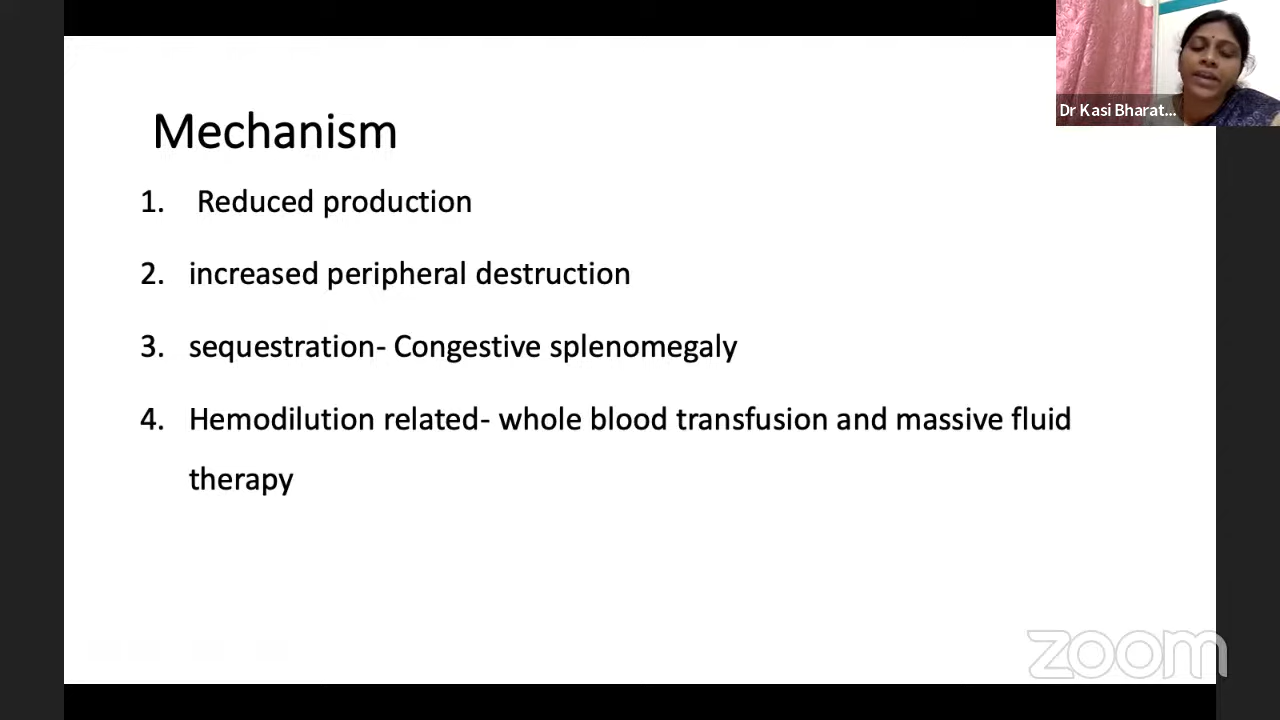 Dr Kasi Bharat...
Mechanism
1. Reduced production
2. increased peripheral destruction
3. sequestration- Congestive splenomegaly
4. Hemodilution related- whole blood transfusion and massive fluid
therapy
zoom